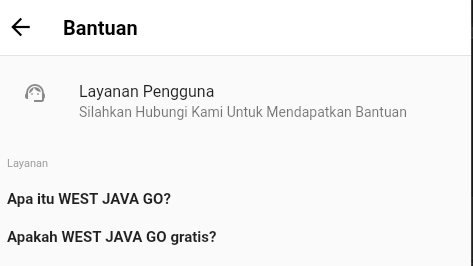 Bantuan
Layanan Pengguna
Silahkan Hubungi Kami Untuk Mendapatkan Bantuan
Layanan
Apa itu WEST JAVA GO?
Apakah WEST JAVA GO gratis?